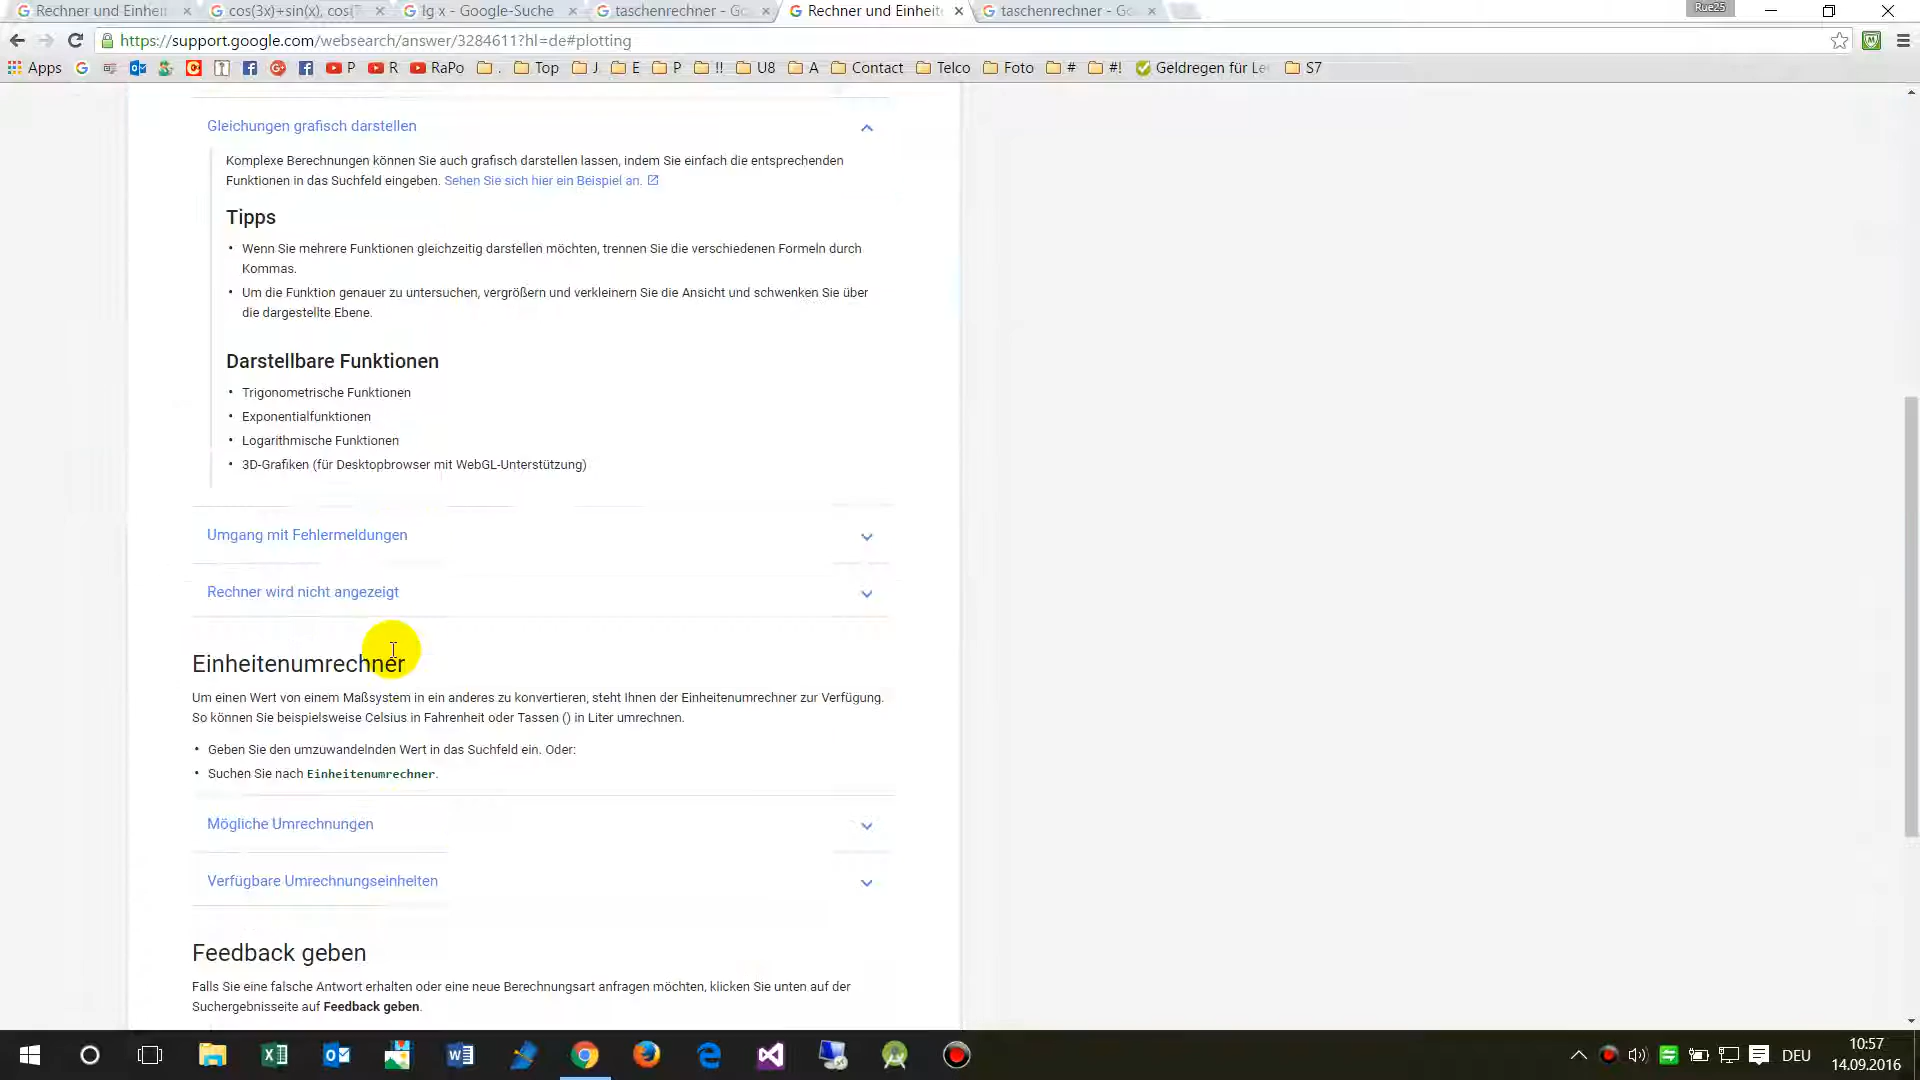 Rechner und Einhei
cos(3x)+sin(x), cos(
lg x - Google-Suche
taschenrechner - Go
Rechner und Einheite
taschenrechner - Go
Rue25
https://support.google.com/websearch/answer/3284611?hl=de#plotting
Apps
P
R
RaPo
.
Top
J
E
P
!!
U8
A
Contact
Telco
Foto
#
#!
Geldregen für Le
S7
Gleichungen grafisch darstellen
Komplexe Berechnungen können Sie auch grafisch darstellen lassen, indem Sie einfach die entsprechenden
Funktionen in das Suchfeld eingeben. Sehen Sie sich hier ein Beispiel an.
Tipps
• Wenn Sie mehrere Funktionen gleichzeitig darstellen möchten, trennen Sie die verschiedenen Formeln durch
Kommas.
• Um die Funktion genauer zu untersuchen, vergrößern und verkleinern Sie die Ansicht und schwenken Sie über
die dargestellte Ebene.
Darstellbare Funktionen
• Trigonometrische Funktionen
• Exponentialfunktionen
• Logarithmische Funktionen
• 3D-Grafiken (für Desktopbrowser mit WebGL-Unterstützung)
Umgang mit Fehlermeldungen
Rechner wird nicht angezeigt
Einheitenumrechner
Um einen Wert von einem Maßsystem in ein anderes zu konvertieren, steht Ihnen der Einheitenumrechner zur Verfügung.
So können Sie beispielsweise Celsius in Fahrenheit oder Tassen () in Liter umrechnen.
• Geben Sie den umzuwandelnden Wert in das Suchfeld ein. Oder:
• Suchen Sie nach Einheitenumrechner.
Mögliche Umrechnungen
Verfügbare Umrechnungseinheiten
Feedback geben
Falls Sie eine falsche Antwort erhalten oder eine neue Berechnungsart anfragen möchten, klicken Sie unten auf der
Suchergebnisseite auf Feedback geben.
DEU
10:57
14.09.2016